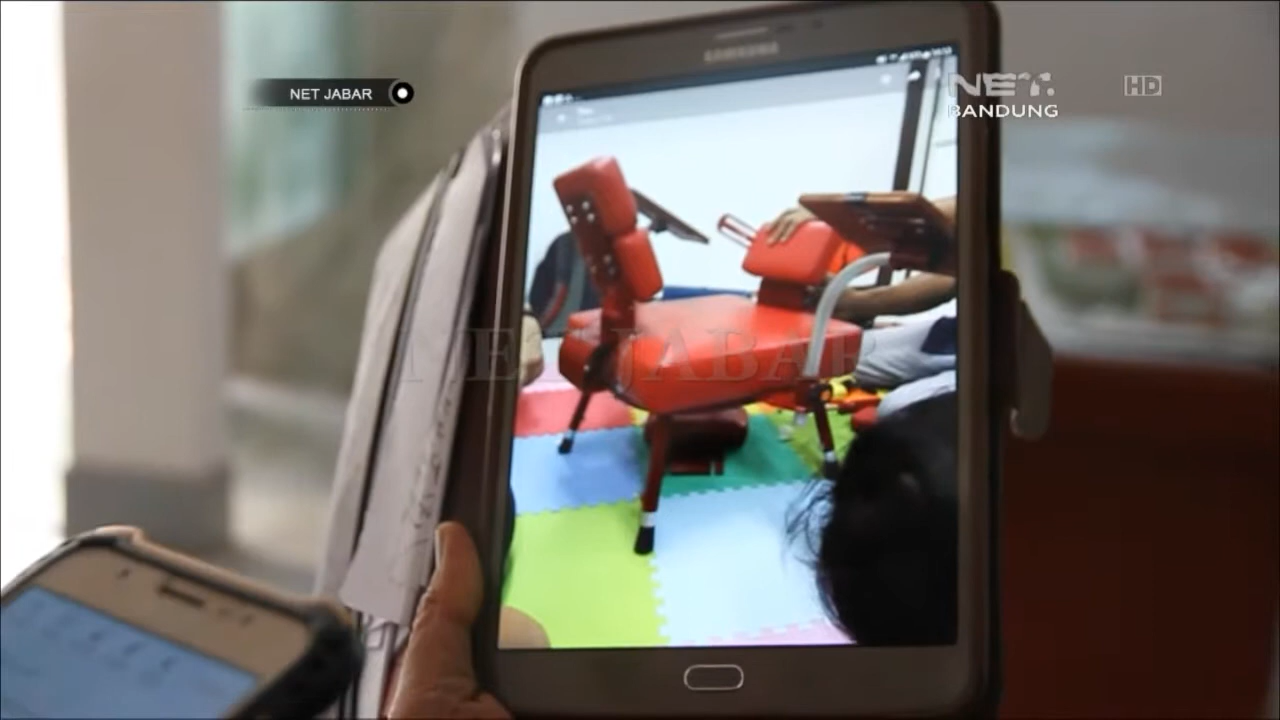 SAMSUNG
NET JABAR
NET.
BANDUNG
HD
NET JABAR